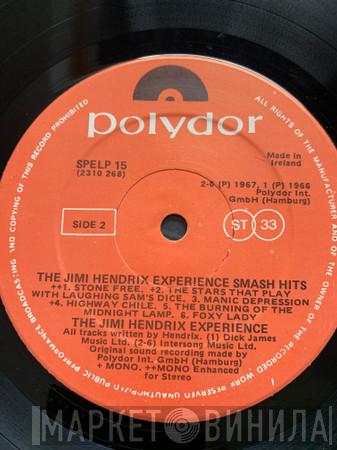 polydor
SPELP 15
(2310 268)
Made in
Ireland
2-6 (P) 1967, 1 (P) 1966
Polydor Int.
GmbH (Hamburg)
SIDE 2
ST 33
THE JIMI HENDRIX EXPERIENCE SMASH HITS
++1. STONE FREE. +2. THE STARS THAT PLAY
WITH LAUGHING SAM'S DICE. 3. MANIC DEPRESSION
+4. HIGHWAY CHILE. 5. THE BURNING OF THE
MIDNIGHT LAMP. 6. FOXY LADY
THE JIMI HENDRIX EXPERIENCE
All tracks written by Hendrix. (1) Dick James
Music Ltd. (2-6) Intersong Music Ltd.
Original sound recording made by
Polydor Int. GmbH (Hamburg)
+ MONO. ++MONO Enhanced
for Stereo
ALL RIGHTS OF THE MANUFACTURER AND OF THE OWNER OF THE RECORDED WORK RESERVED UNAUTHORIZED PUBLIC PERFORMANCE BROADCASTING AND COPYING OF THIS RECORD PROHIBITED
МАРКЕТ ВИНИЛА